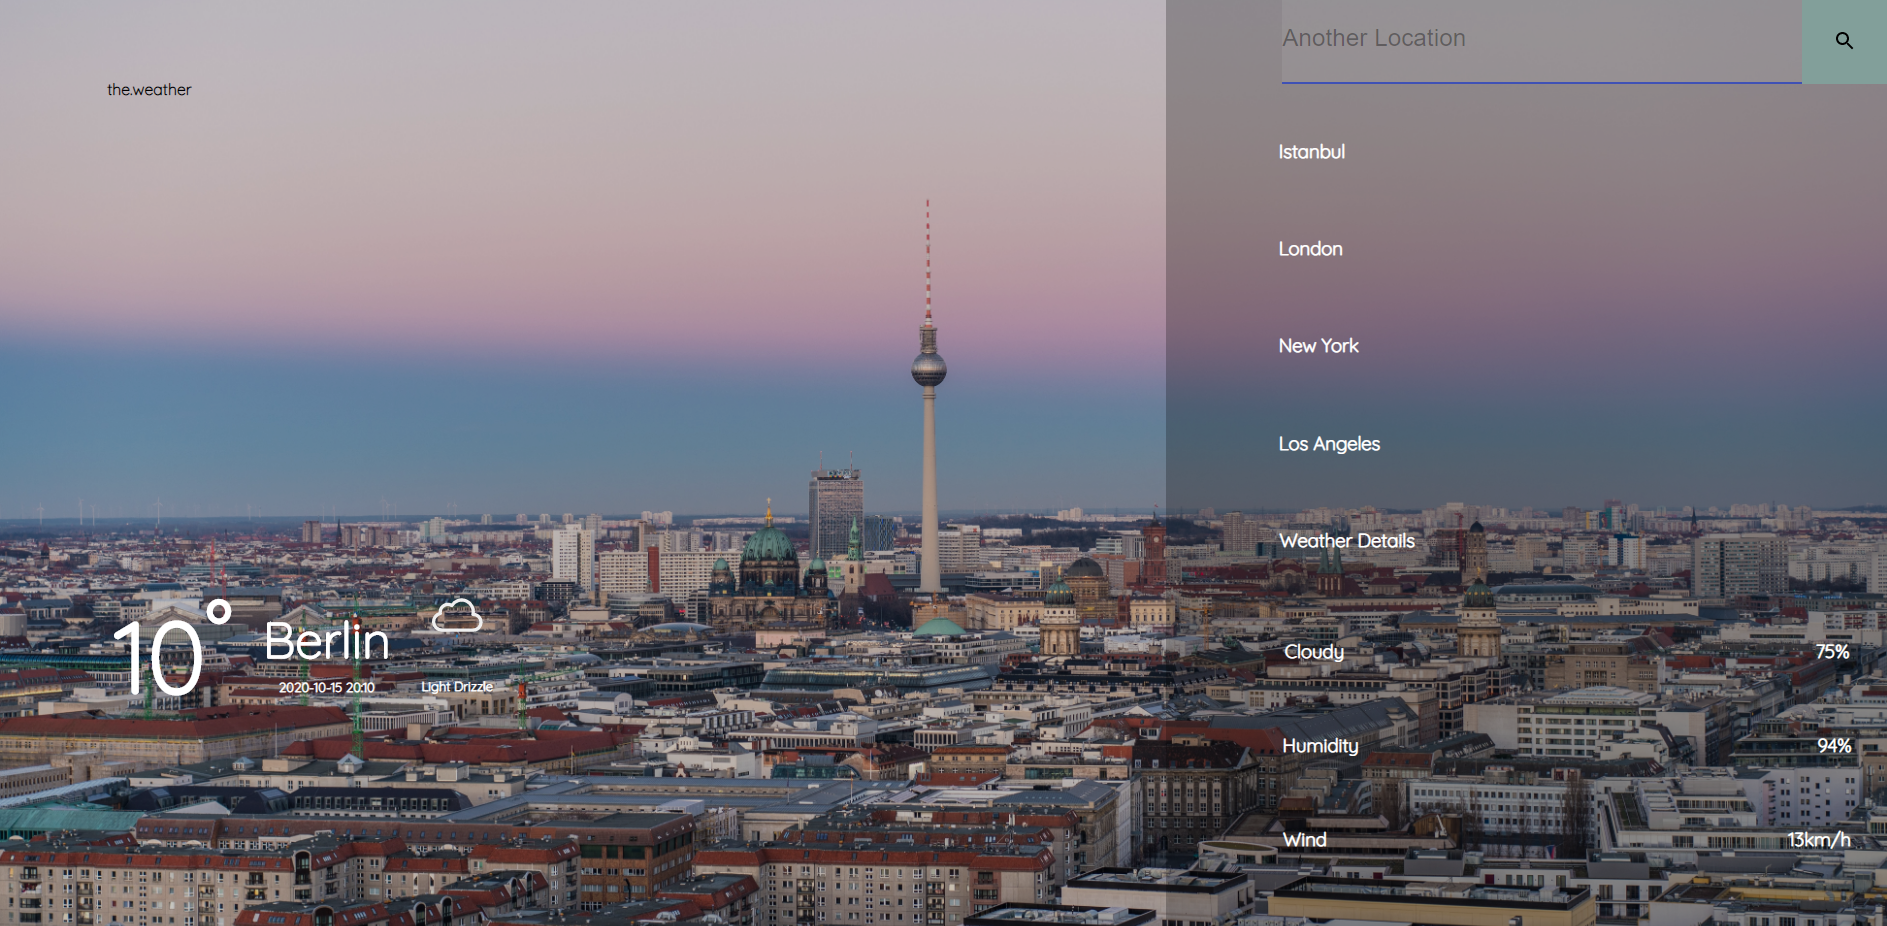 the.weather
10°
Berlin
2020-10-15 20:10
Light Drizzle
Another Location
Istanbul
London
New York
Los Angeles
Weather Details
Cloudy 75%
Humidity 94%
Wind 13km/h